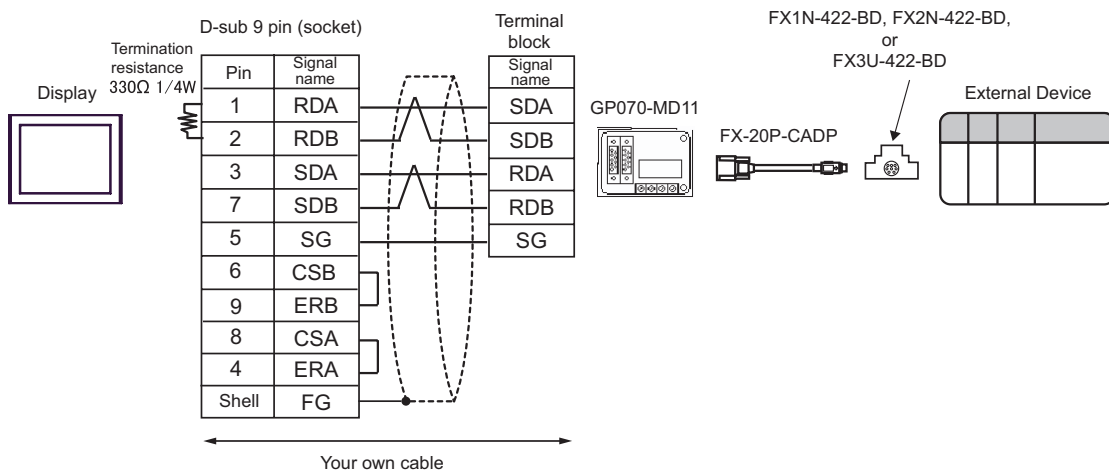 D-sub 9 pin (socket)
Terminal
block
FX1N-422-BD, FX2N-422-BD,
or
FX3U-422-BD
Termination
resistance
330Ω 1/4W
Display
Pin Signal name
1 RDA
2 RDB
3 SDA
7 SDB
5 SG
6 CSB
9 ERB
8 CSA
4 ERA
Shell FG
Signal
name
SDA
SDB
RDA
RDB
SG
GP070-MD11
FX-20P-CADP
External Device
Your own cable